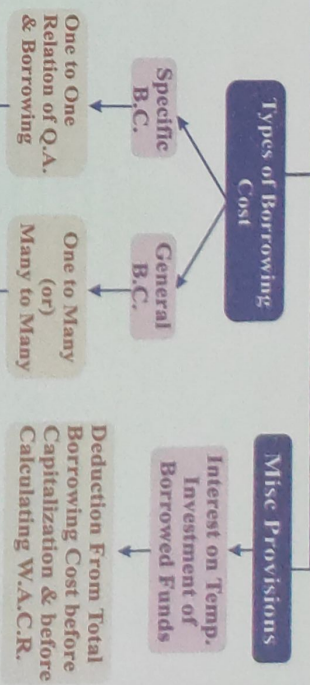 Types of Borrowing
Cost
Specific
B.C.
General
B.C.
One to One
Relation of Q.A.
& Borrowing
One to Many
(or)
Many to Many
Misc Provisions
Interest on Temp.
Investment of
Borrowed Funds
Deduction From Total
Borrowing Cost before
Capitalization & before
Calculating W.A.C.R.